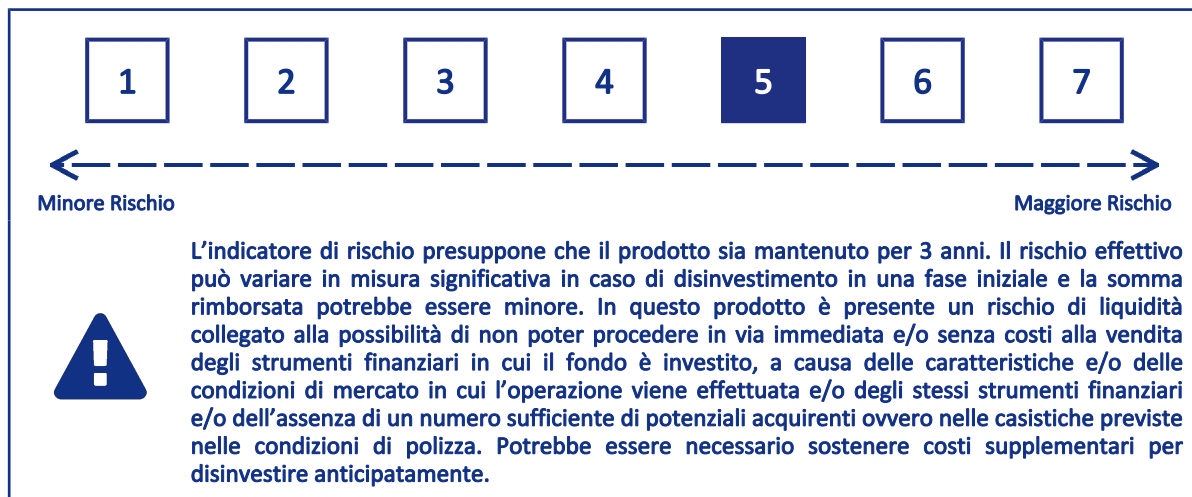 1 2 3 4 5 6 7
Minore Rischio Maggiore Rischio
L’indicatore di rischio presuppone che il prodotto sia mantenuto per 3 anni. Il rischio effettivo
può variare in misura significativa in caso di disinvestimento in una fase iniziale e la somma
rimborsata potrebbe essere minore. In questo prodotto è presente un rischio di liquidità
collegato alla possibilità di non poter procedere in via immediata e/o senza costi alla vendita
degli strumenti finanziari in cui il fondo è investito, a causa delle caratteristiche e/o delle
condizioni di mercato in cui l’operazione viene effettuata e/o degli stessi strumenti finanziari
e/o dell’assenza di un numero sufficiente di potenziali acquirenti ovvero nelle casistiche previste
nelle condizioni di polizza. Potrebbe essere necessario sostenere costi supplementari per
disinvestire anticipatamente.